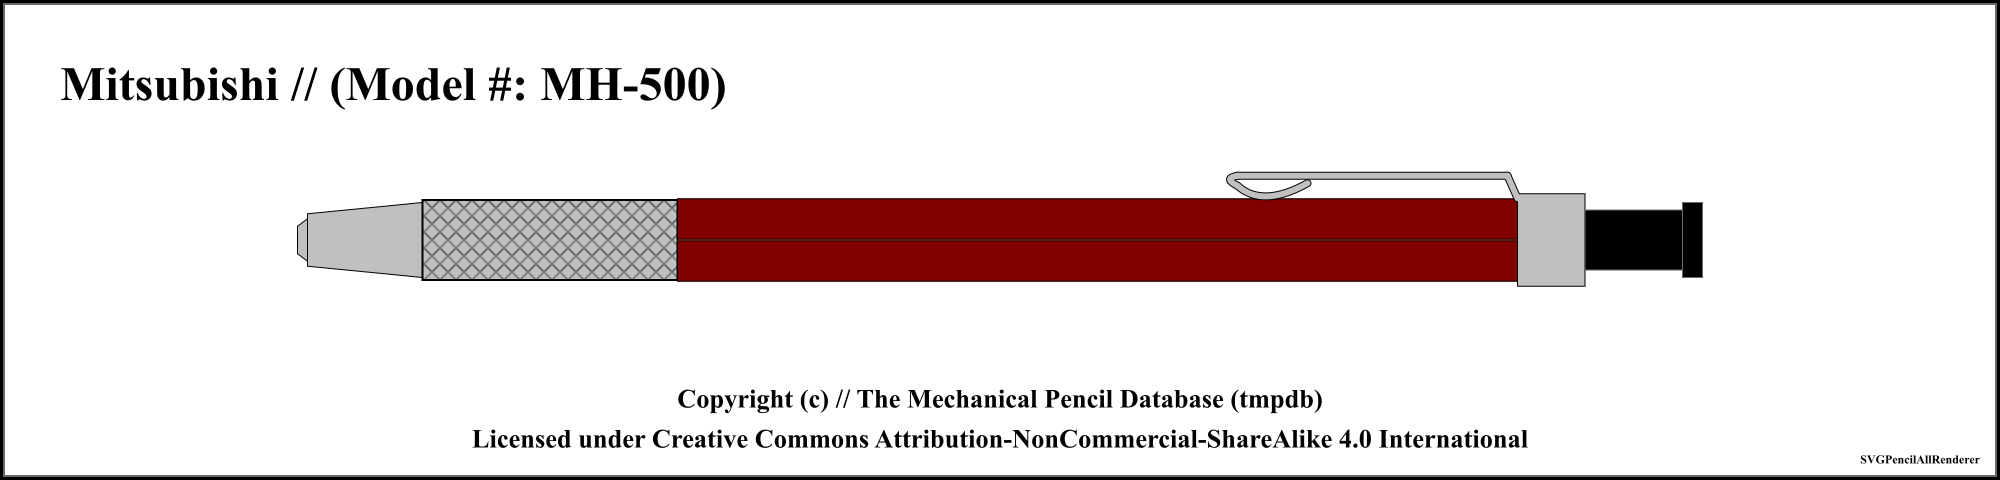 Mitsubishi // (Model #: MH-500)
Copyright (c) // The Mechanical Pencil Database (tmpdb)
Licensed under Creative Commons Attribution-NonCommercial-ShareAlike 4.0 International
SVGPencilAllRenderer